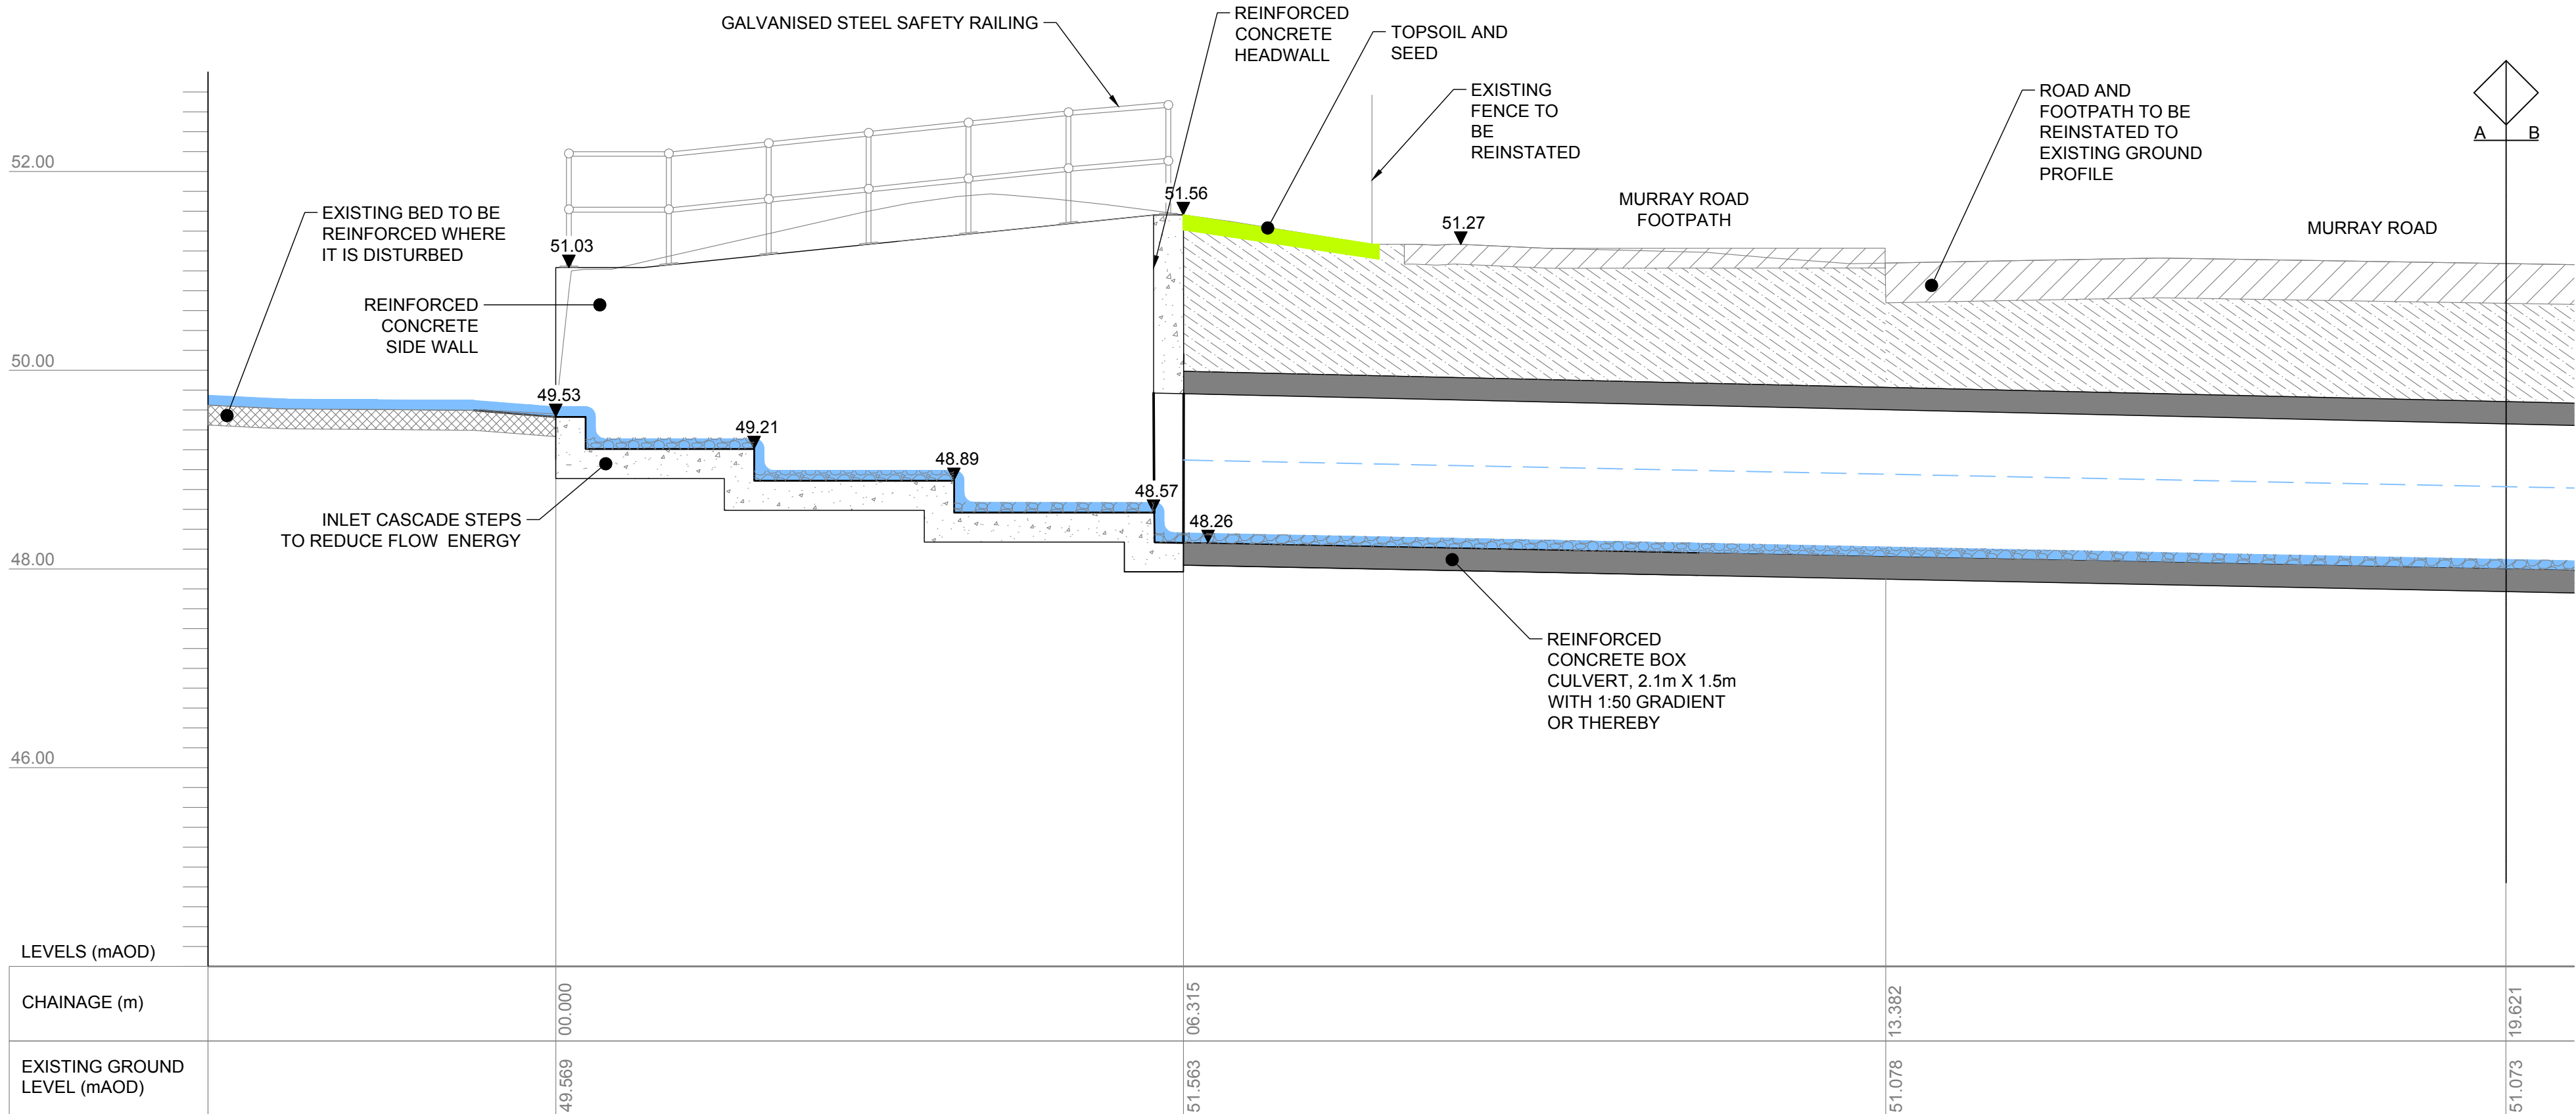 GALVANISED STEEL SAFETY RAILING
REINFORCED
CONCRETE
HEADWALL
TOPSOIL AND
SEED
EXISTING
FENCE TO
BE
REINSTATED
ROAD AND
FOOTPATH TO BE
REINSTATED TO
EXISTING GROUND
PROFILE
A B
52.00
EXISTING BED TO BE
REINFORCED WHERE
IT IS DISTURBED
51.03
51.56
51.27
MURRAY ROAD
FOOTPATH
MURRAY ROAD
REINFORCED
CONCRETE
SIDE WALL
50.00
49.53
49.21
48.89
48.57
48.26
INLET CASCADE STEPS
TO REDUCE FLOW ENERGY
48.00
REINFORCED
CONCRETE BOX
CULVERT, 2.1m X 1.5m
WITH 1:50 GRADIENT
OR THEREBY
46.00
LEVELS (mAOD)
CHAINAGE (m)
00.000
06.315
13.382
19.621
EXISTING GROUND
LEVEL (mAOD)
49.569
51.563
51.078
51.073